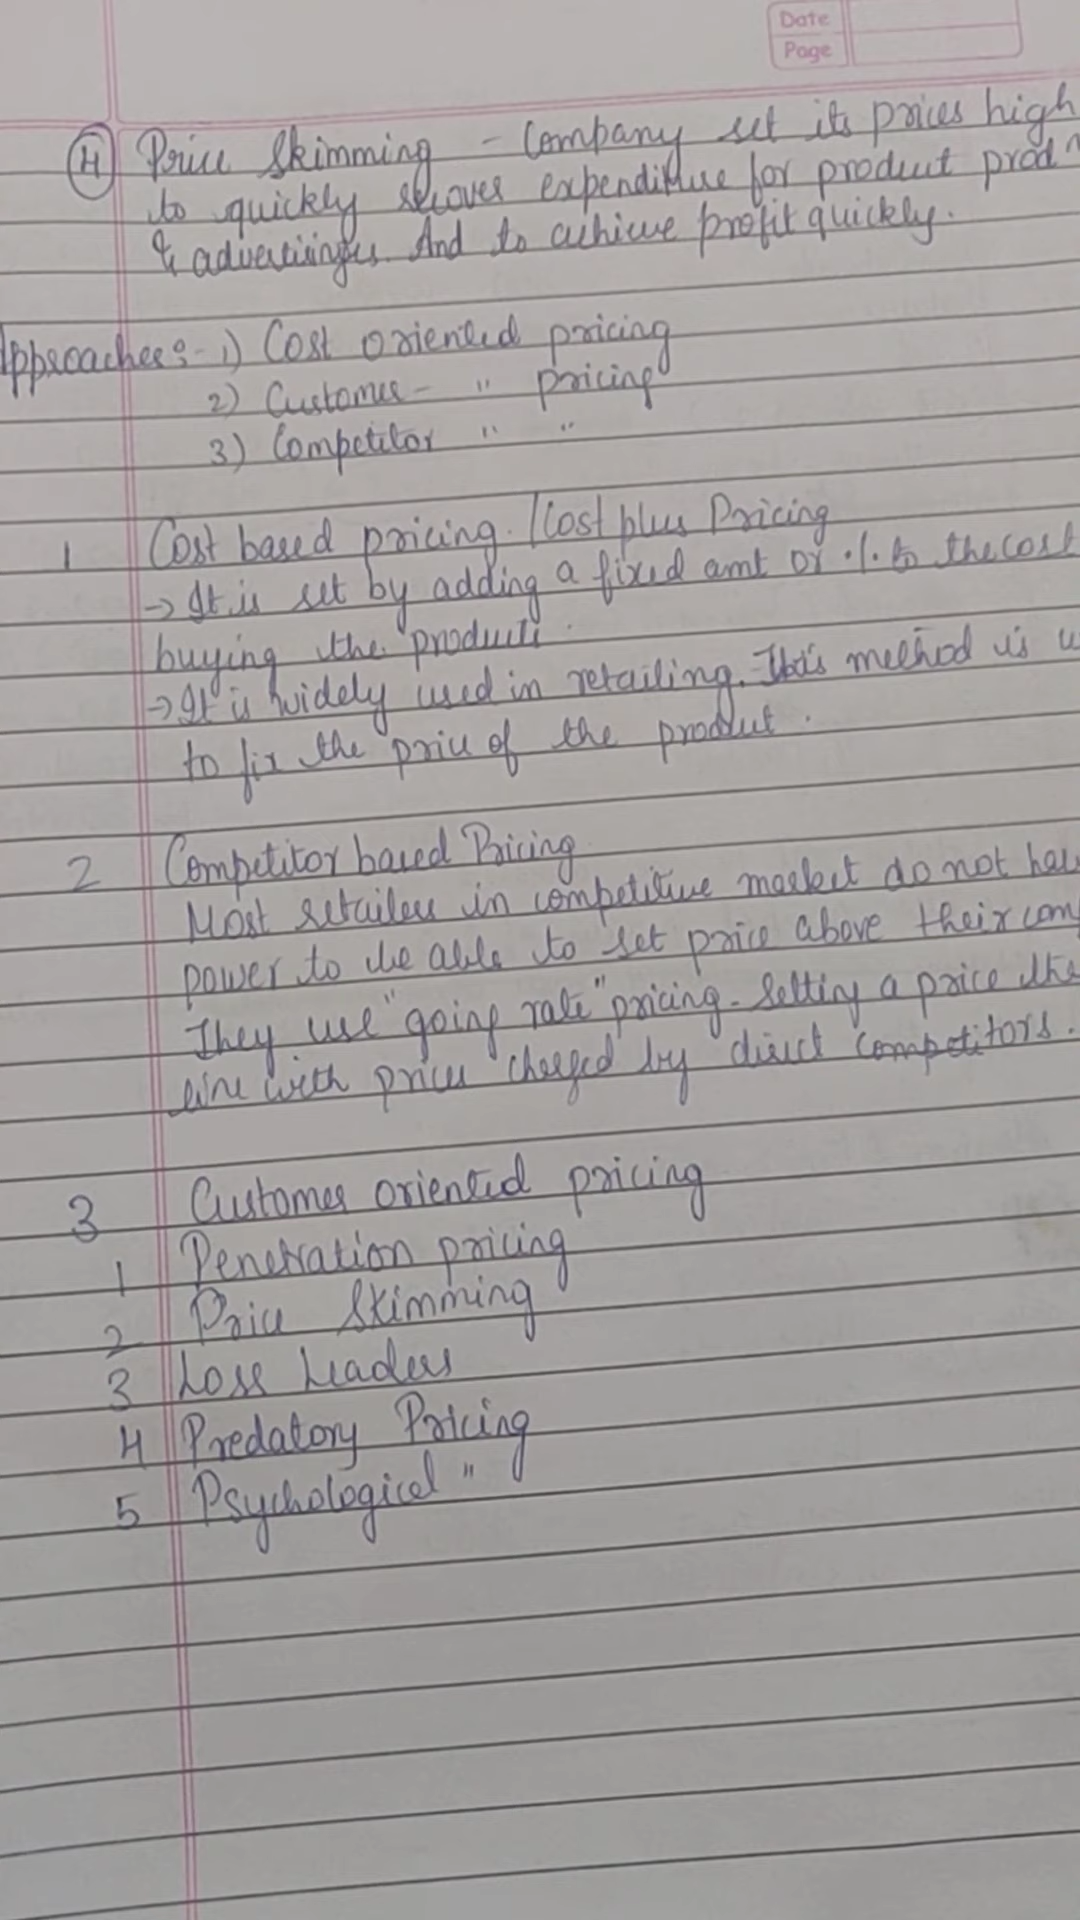 Date
Page
4 Price Skimming - Company set its prices high
to quickly recover expenditure for product prodn
& advertising. And to achieve profit quickly.
Approaches:- 1) Cost oriented pricing
2) Customer - " pricing
3) Competitor " "
1 Cost based pricing. / Cost plus Pricing
→ It is set by adding a fixed amt or % to the cost
buying the products.
→ It is widely used in retailing. This method is
to fix the price of the product.
2 Competitor based Pricing
Most retailers in competitive market do not
power to be able to set price above their
They use "going rate" pricing - setting a price
line with prices charged by direct competitors.
3 Customer oriented pricing
1 Penetration pricing
2 Price Skimming
3 Loss Leaders
4 Predatory Pricing
5 Psychological "